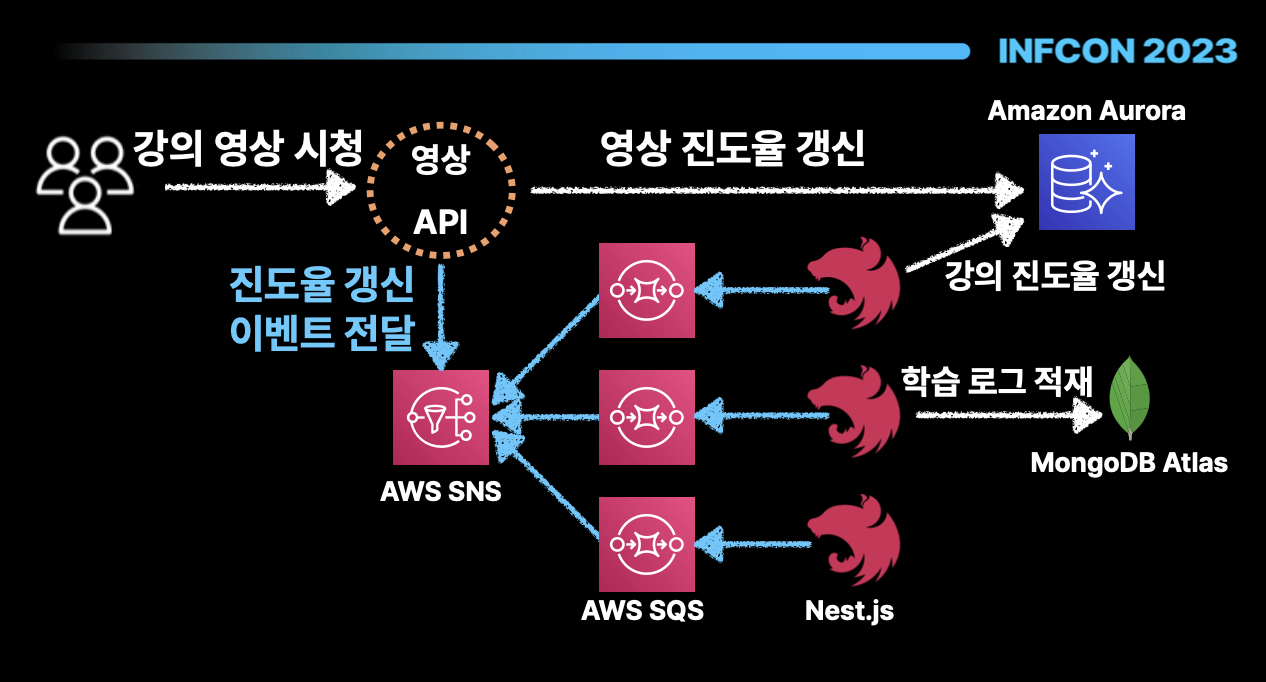 INFCON 2023
Amazon Aurora
강의 영상 시청
영상
API
영상 진도율 갱신
강의 진도율 갱신
진도율 갱신
이벤트 전달
학습 로그 적재
MongoDB Atlas
AWS SNS
AWS SQS
Nest.js